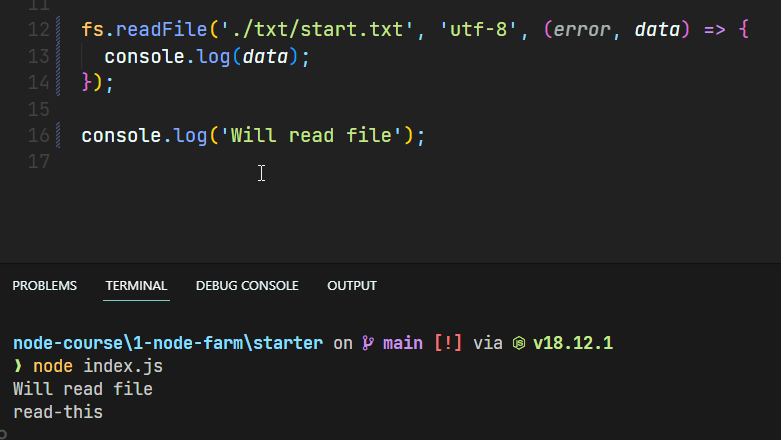 11
12 fs.readFile('./txt/start.txt', 'utf-8', (error, data) => {
13   console.log(data);
14 });
15
16 console.log('Will read file');
17
PROBLEMS TERMINAL DEBUG CONSOLE OUTPUT
node-course\1-node-farm\starter on main [!] via v18.12.1
❯ node index.js
Will read file
read-this